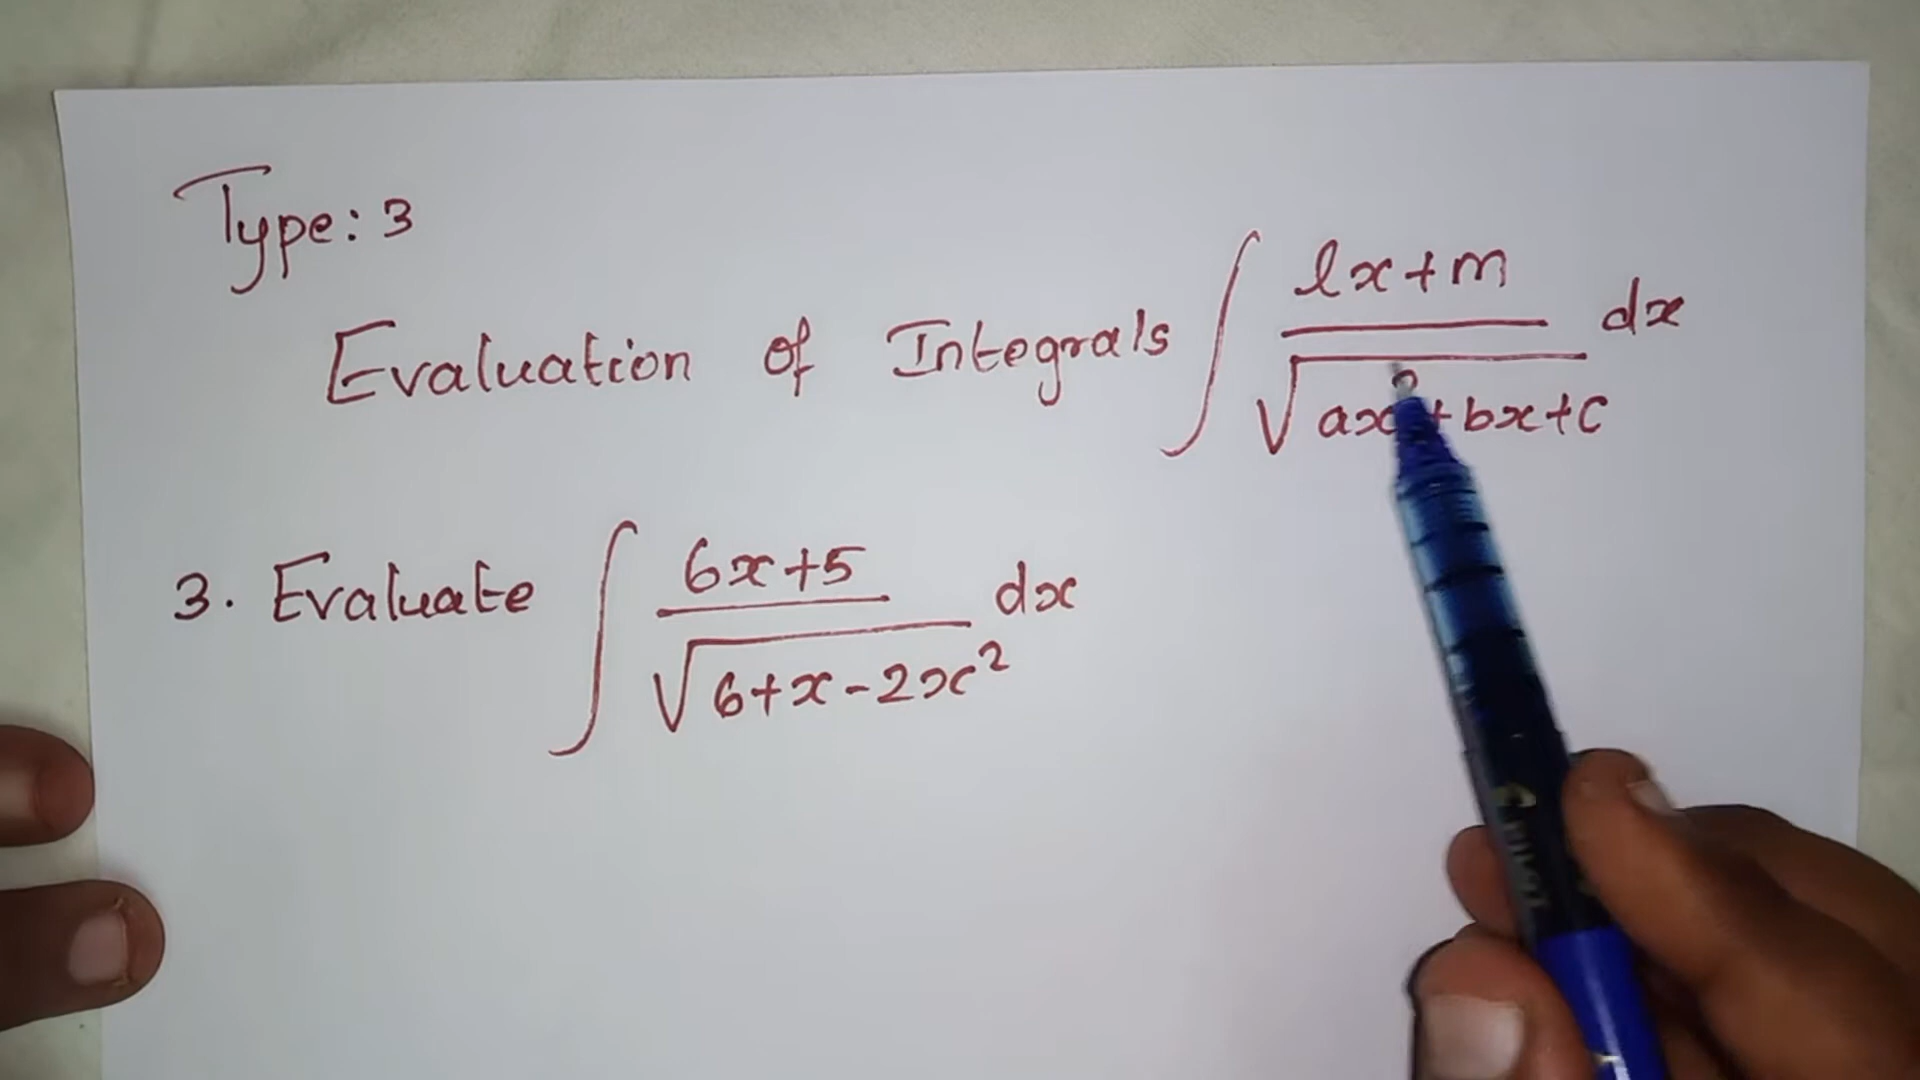 Type: 3
Evaluation of Integrals ∫ (lx+m)/√(ax²+bx+c) dx
3. Evaluate ∫ (6x+5)/√(6+x-2x²) dx